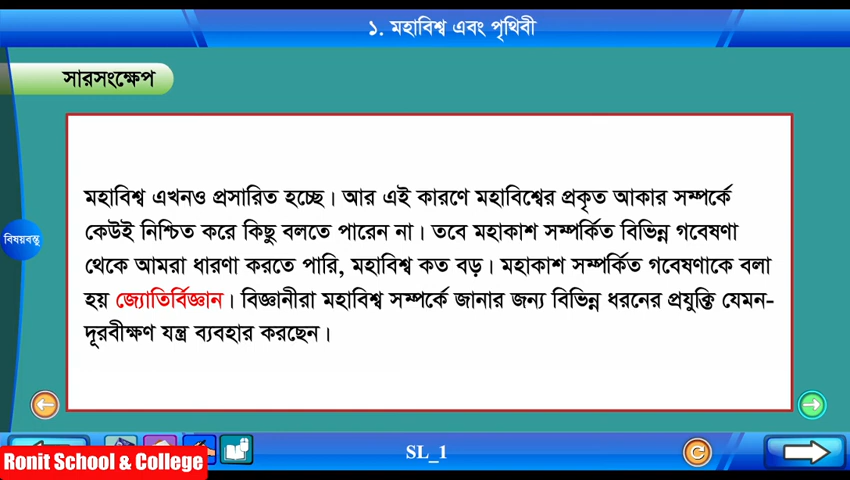 ১. মহাবিশ্ব এবং পৃথিবী
সারসংক্ষেপ
মহাবিশ্ব এখনও প্রসারিত হচ্ছে। আর এই কারণে মহাবিশ্বের প্রকৃত আকার সম্পর্কে
কেউই নিশ্চিত করে কিছু বলতে পারেন না। তবে মহাকাশ সম্পর্কিত বিভিন্ন গবেষণা
থেকে আমরা ধারণা করতে পারি, মহাবিশ্ব কত বড়। মহাকাশ সম্পর্কিত গবেষণাকে বলা
হয় জ্যোতির্বিজ্ঞান। বিজ্ঞানীরা মহাবিশ্ব সম্পর্কে জানার জন্য বিভিন্ন ধরনের প্রযুক্তি যেমন-
দূরবীক্ষণ যন্ত্র ব্যবহার করছেন।
বিষয়বস্তু
SL_1
Ronit School & College